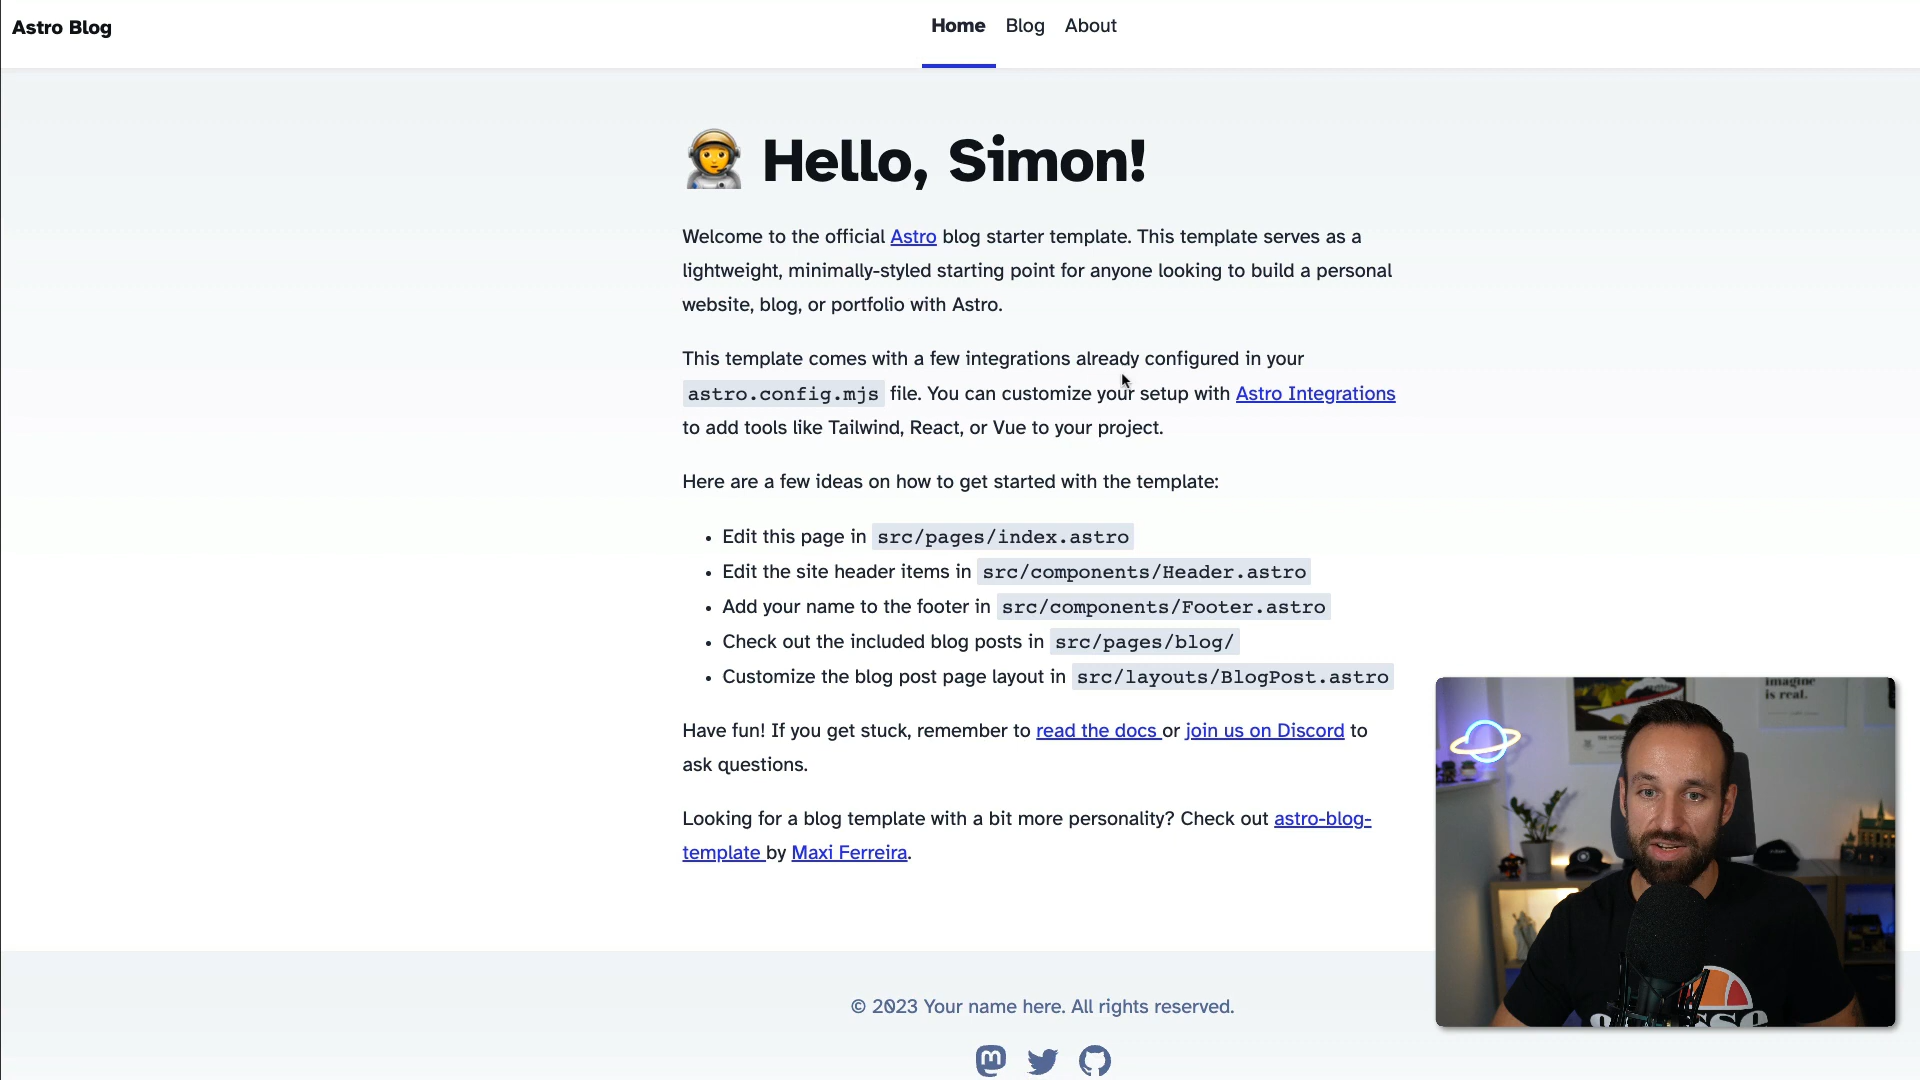 Astro Blog
Home Blog About
Hello, Simon!
Welcome to the official Astro blog starter template. This template serves as a
lightweight, minimally-styled starting point for anyone looking to build a personal
website, blog, or portfolio with Astro.
This template comes with a few integrations already configured in your
astro.config.mjs file. You can customize your setup with Astro Integrations
to add tools like Tailwind, React, or Vue to your project.
Here are a few ideas on how to get started with the template:
• Edit this page in src/pages/index.astro
• Edit the site header items in src/components/Header.astro
• Add your name to the footer in src/components/Footer.astro
• Check out the included blog posts in src/pages/blog/
• Customize the blog post page layout in src/layouts/BlogPost.astro
Have fun! If you get stuck, remember to read the docs or join us on Discord to
ask questions.
Looking for a blog template with a bit more personality? Check out astro-blog-
template by Maxi Ferreira.
imagine
is real.
© 2023 Your name here. All rights reserved.